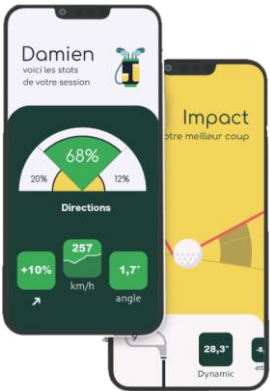 Damien
voici les stats
de votre session
68%
20%
12%
Directions
+10%
257
km/h
1,7°
angle
Impact
otre meilleur coup
9
28,3°
Dynamic